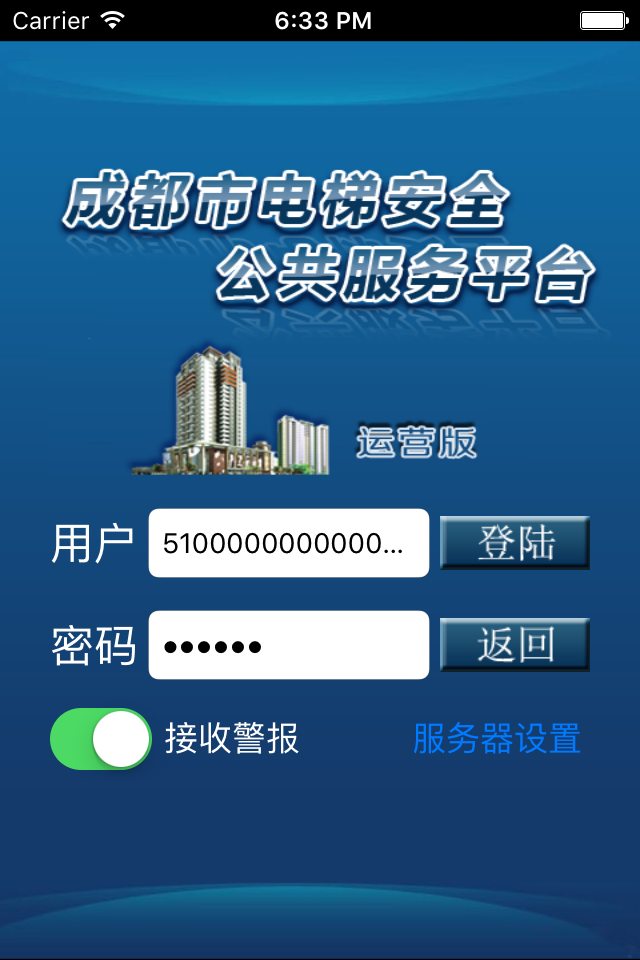 Carrier 6:33 PM
成都市电梯安全
公共服务平台
运营版
用户 5100000000000... 登陆
密码 •••••• 返回
接收警报 服务器设置